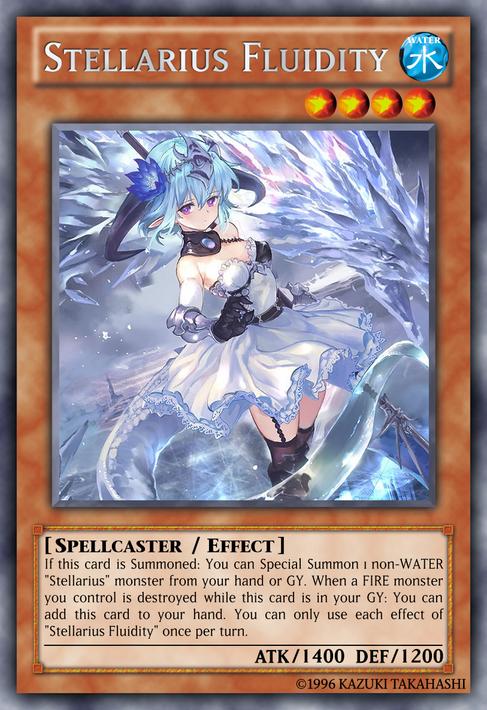 Stellarius Fluidity
WATER
水
[ Spellcaster / Effect ]
If this card is Summoned: You can Special Summon 1 non-WATER
"Stellarius" monster from your hand or GY. When a FIRE monster
you control is destroyed while this card is in your GY: You can
add this card to your hand. You can only use each effect of
"Stellarius Fluidity" once per turn.
ATK/1400 DEF/1200
©1996 KAZUKI TAKAHASHI